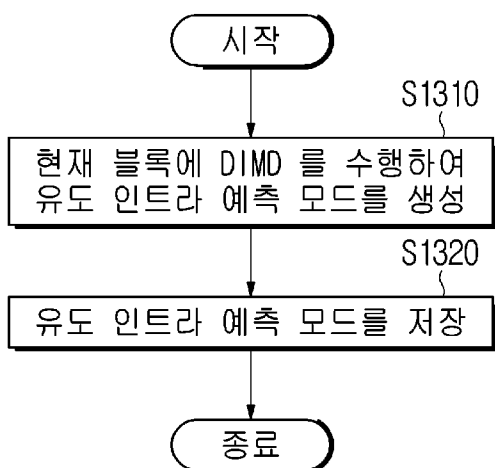 시작
S1310
현재 블록에 DIMD 를 수행하여
유도 인트라 예측 모드를 생성
S1320
유도 인트라 예측 모드를 저장
종료